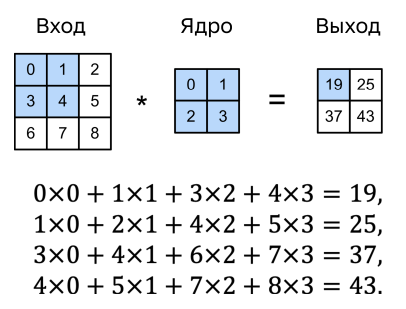 Вход Ядро Выход
0 1 2
3 4 5
6 7 8
*
0 1
2 3
=
19 25
37 43
0×0 + 1×1 + 3×2 + 4×3 = 19,
1×0 + 2×1 + 4×2 + 5×3 = 25,
3×0 + 4×1 + 6×2 + 7×3 = 37,
4×0 + 5×1 + 7×2 + 8×3 = 43.